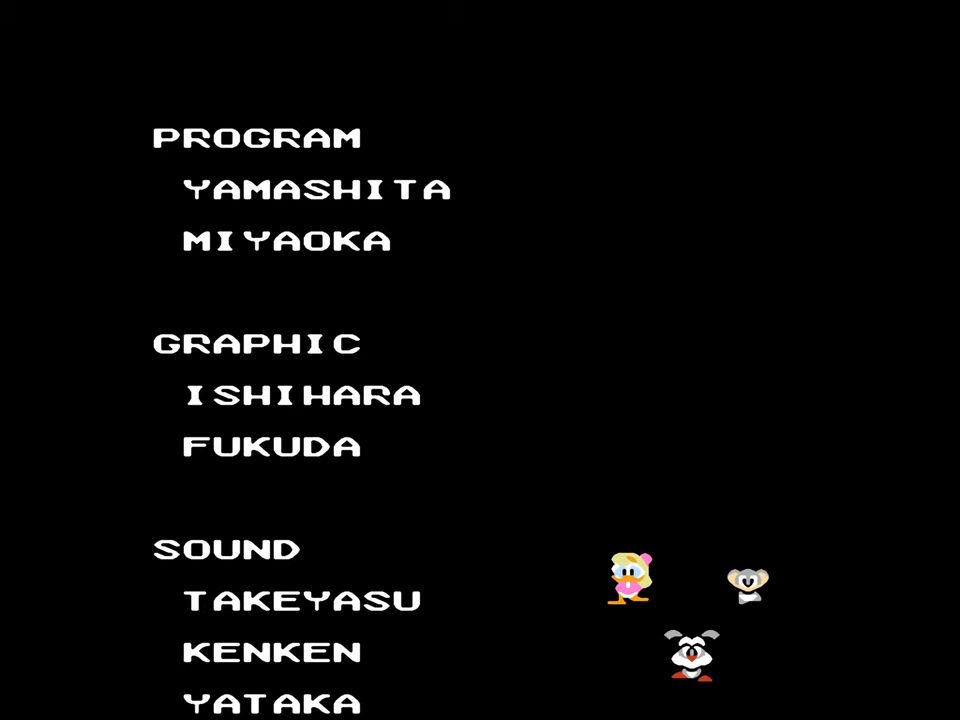 PROGRAM
YAMASHITA
MIYAOKA
GRAPHIC
ISHIHARA
FUKUDA
SOUND
TAKEYASU
KENKEN
YATAKA